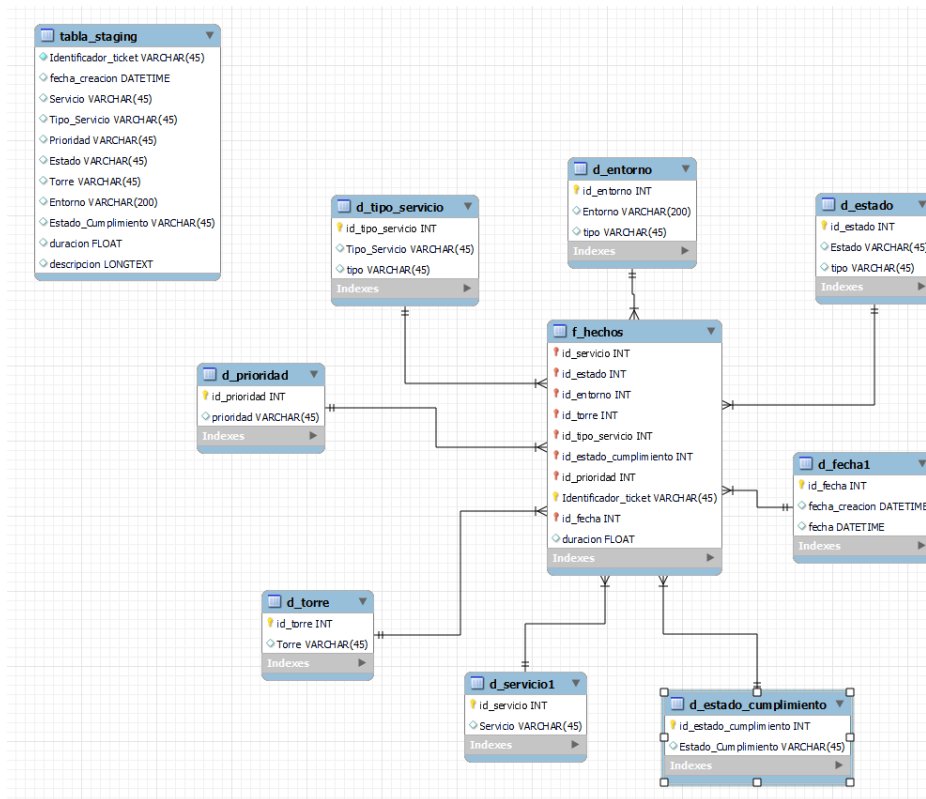 tabla_staging
Identificador_ticket VARCHAR(45)
fecha_creacion DATETIME
Servicio VARCHAR(45)
Tipo_Servicio VARCHAR(45)
Prioridad VARCHAR(45)
Estado VARCHAR(45)
Torre VARCHAR(45)
Entorno VARCHAR(200)
Estado_Cumplimiento VARCHAR(45)
duracion FLOAT
descripcion LONGTEXT
d_tipo_servicio
id_tipo_servicio INT
Tipo_Servicio VARCHAR(45)
tipo VARCHAR(45)
Indexes
d_entorno
id_entorno INT
Entorno VARCHAR(200)
tipo VARCHAR(45)
Indexes
d_estado
id_estado INT
Estado VARCHAR(45)
tipo VARCHAR(45)
Indexes
d_prioridad
id_prioridad INT
prioridad VARCHAR(45)
Indexes
f_hechos
id_servicio INT
id_estado INT
id_entorno INT
id_torre INT
id_tipo_servicio INT
id_estado_cumplimiento INT
id_prioridad INT
Identificador_ticket VARCHAR(45)
id_fecha INT
duracion FLOAT
Indexes
d_fecha1
id_fecha INT
fecha_creacion DATETIME
fecha DATETIME
Indexes
d_torre
id_torre INT
Torre VARCHAR(45)
Indexes
d_servicio1
id_servicio INT
Servicio VARCHAR(45)
Indexes
d_estado_cumplimiento
id_estado_cumplimiento INT
Estado_Cumplimiento VARCHAR(45)
Indexes